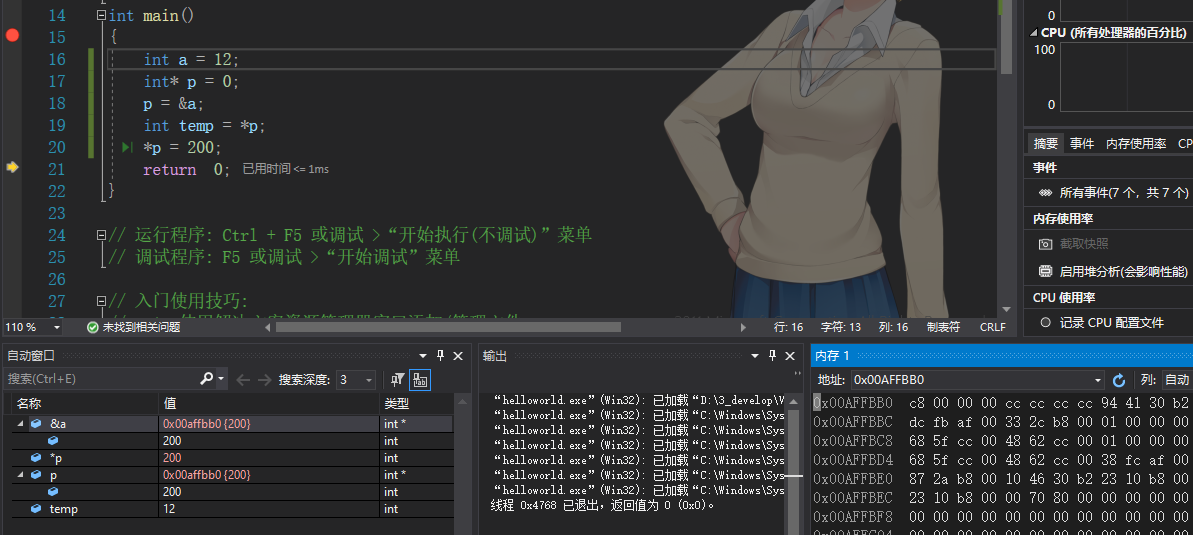 14 int main()
15 {
16 int a = 12;
17 int* p = 0;
18 p = &a;
19 int temp = *p;
20 *p = 200;
21 return  0; 已用时间 <= 1ms
22 }
23
24 // 运行程序: Ctrl + F5 或调试 >“开始执行(不调试)”菜单
25 // 调试程序: F5 或调试 >“开始调试”菜单
26
27 // 入门使用技巧:
110 % 未找到相关问题 行: 16 字符: 13 列: 16 制表符 CRLF
0
CPU (所有处理器的百分比)
100
0
摘要 事件 内存使用率 CP
事件
所有事件(7 个，共 7 个)
内存使用率
截取快照
启用堆分析(会影响性能)
CPU 使用率
记录 CPU 配置文件
自动窗口
搜索(Ctrl+E) 搜索深度: 3
名称 值 类型
&a 0x00affbb0 {200} int *
200 int
*p 200 int
p 0x00affbb0 {200} int *
200 int
temp 12 int
输出
“helloworld.exe”(Win32): 已加载“D:\3_develop\V
“helloworld.exe”(Win32): 已加载“C:\Windows\Sys
“helloworld.exe”(Win32): 已加载“C:\Windows\Sys
“helloworld.exe”(Win32): 已加载“C:\Windows\Sys
“helloworld.exe”(Win32): 已加载“C:\Windows\Sys
“helloworld.exe”(Win32): 已加载“C:\Windows\Sys
线程 0x4768 已退出，返回值为 0 (0x0)。
内存 1
地址: 0x00AFFBB0 列: 自动
0x00AFFBB0 c8 00 00 00 cc cc cc cc 94 41 30 b2
0x00AFFBBC dc fb af 00 33 2c b8 00 01 00 00 00
0x00AFFBC8 68 5f cc 00 48 62 cc 00 01 00 00 00
0x00AFFBD4 68 5f cc 00 48 62 cc 00 38 fc af 00
0x00AFFBE0 87 2a b8 00 10 46 30 b2 23 10 b8 00
0x00AFFBEC 23 10 b8 00 00 70 80 00 00 00 00 00
0x00AFFBF8 00 00 00 00 00 00 00 00 00 00 00 00